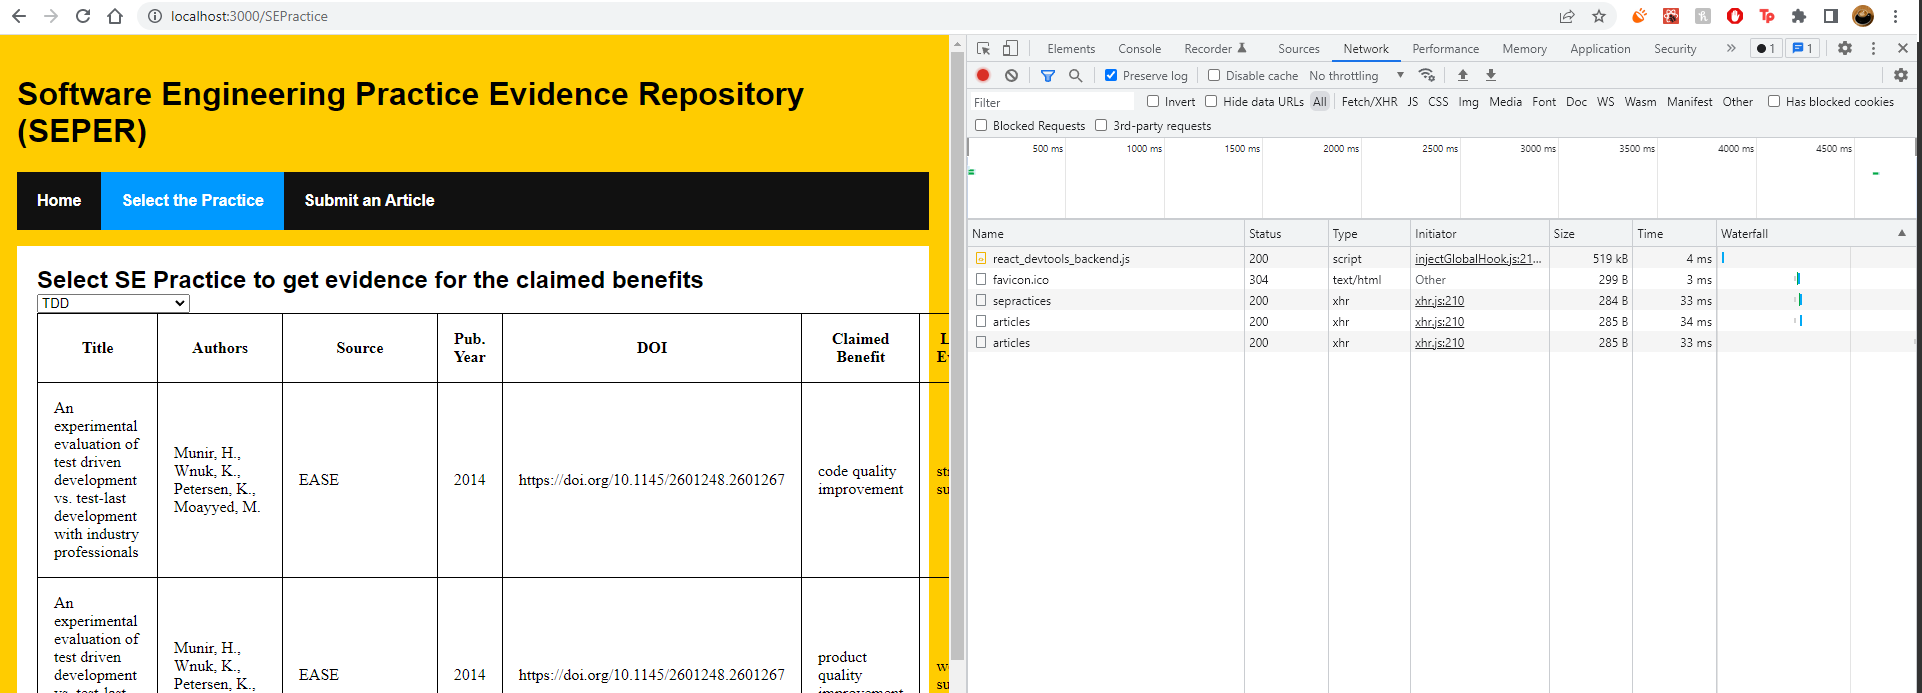 localhost:3000/SEPractice
Software Engineering Practice Evidence Repository
(SEPER)
Home Select the Practice Submit an Article
Select SE Practice to get evidence for the claimed benefits
TDD
Title Authors Source Pub. Year DOI Claimed Benefit
An experimental evaluation of test driven development vs. test-last development with industry professionals
Munir, H., Wnuk, K., Petersen, K., Moayyed, M.
EASE
2014
https://doi.org/10.1145/2601248.2601267
code quality improvement
An experimental evaluation of test driven development
Munir, H., Wnuk, K., Petersen, K.,
EASE
2014
https://doi.org/10.1145/2601248.2601267
product quality
Elements Console Recorder Sources Network Performance Memory Application Security » 1 1
Preserve log Disable cache No throttling
Filter Invert Hide data URLs All Fetch/XHR JS CSS Img Media Font Doc WS Wasm Manifest Other Has blocked cookies
Blocked Requests 3rd-party requests
500 ms 1000 ms 1500 ms 2000 ms 2500 ms 3000 ms 3500 ms 4000 ms 4500 ms
Name Status Type Initiator Size Time Waterfall
react_devtools_backend.js 200 script injectGlobalHook.js:21... 519 kB 4 ms
favicon.ico 304 text/html Other 299 B 3 ms
sepractices 200 xhr xhr.js:210 284 B 33 ms
articles 200 xhr xhr.js:210 285 B 34 ms
articles 200 xhr xhr.js:210 285 B 33 ms